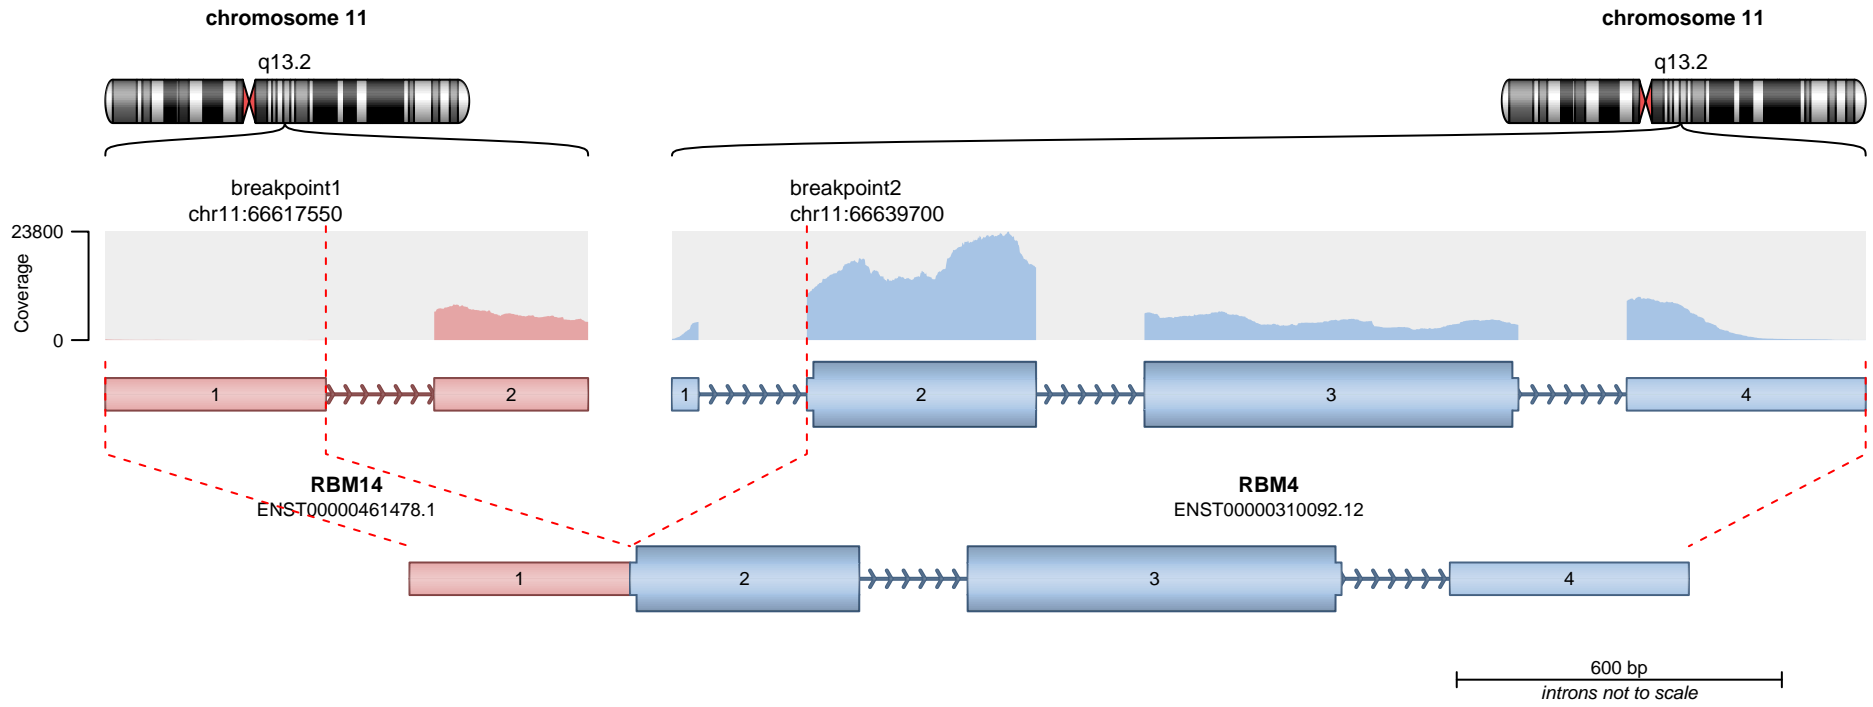 chromosome 11
chromosome 11
q13.2
q13.2
breakpoint1
chr11:66617550
breakpoint2
chr11:66639700
23800
Coverage
0
1
2
1
2
3
4
RBM14
ENST00000461478.1
RBM4
ENST00000310092.12
1
2
3
4
600 bp
introns not to scale